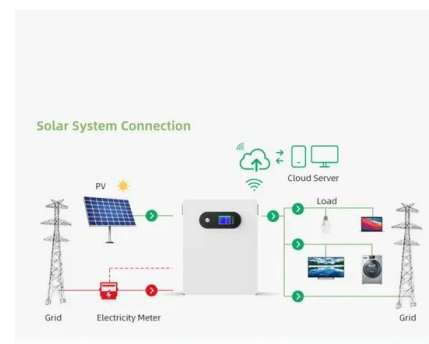 Solar System Connection
Cloud Server
PV
Load
Grid
Electricity Meter
Grid